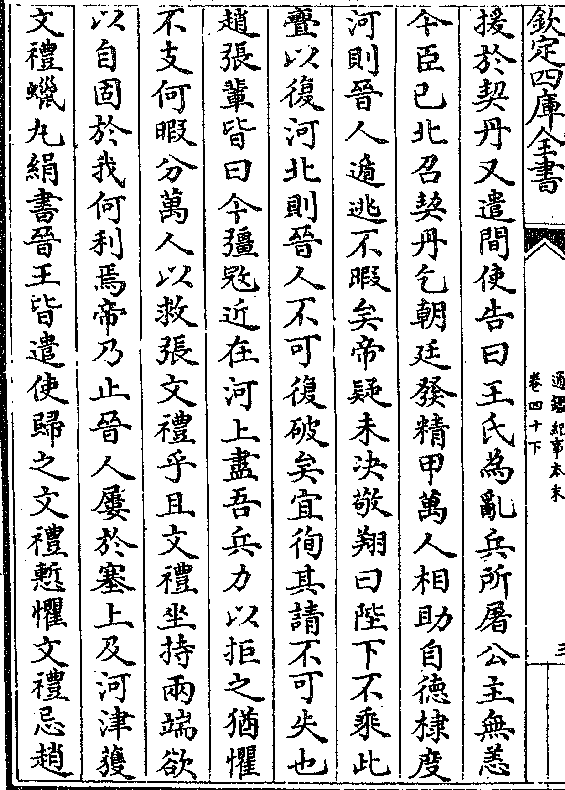 欽定四庫全書
通鑑紀事本末
卷四十下
三
援於契丹又遣間使告曰王氏為亂兵所屠公主無恙
今臣已北召契丹乞朝廷發精甲萬人相助自德棣度
河則晉人遁逃不暇矣帝疑未決敬翔曰陛下不乘此
舋以復河北則晉人不可復破矣宜徇其請不可失也
趙張輩皆曰今彊冦近在河上盡吾兵力以拒之猶懼
不支何暇分萬人以救張文禮乎且文禮坐持兩端欲
以自固於我何利焉帝乃止晉人屢於塞上及河津獲
文禮蠟丸絹書晉王皆遣使歸之文禮慙懼文禮忌趙